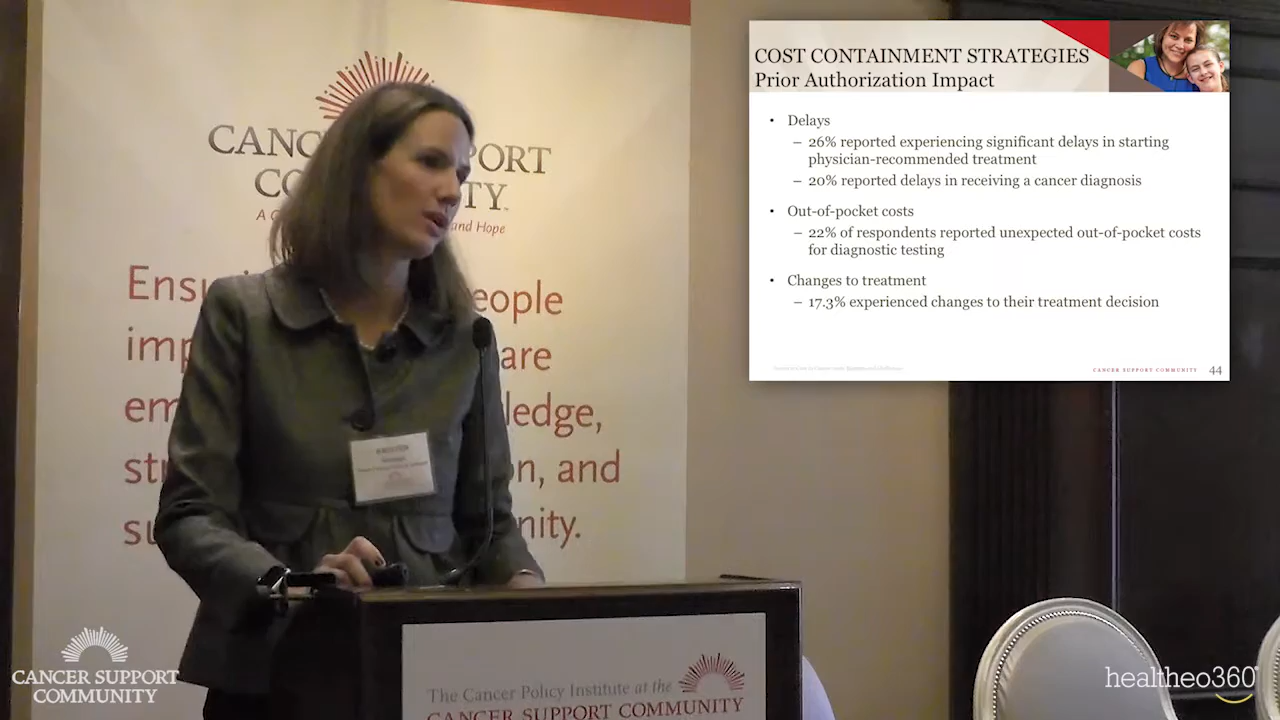 CANC
PORT
CO
TY
A C
and Hope
Ens
eople
imp
are
em
ledge,
st
n, and
su
nity.
COST CONTAINMENT STRATEGIES
Prior Authorization Impact
• Delays
– 26% reported experiencing significant delays in starting
physician-recommended treatment
– 20% reported delays in receiving a cancer diagnosis
• Out-of-pocket costs
– 22% of respondents reported unexpected out-of-pocket costs
for diagnostic testing
• Changes to treatment
– 17.3% experienced changes to their treatment decision
CANCER SUPPORT COMMUNITY 44
The Cancer Policy Institute at the
CANCER SUPPORT COMMUNITY
CANCER SUPPORT
COMMUNITY
healtheo360